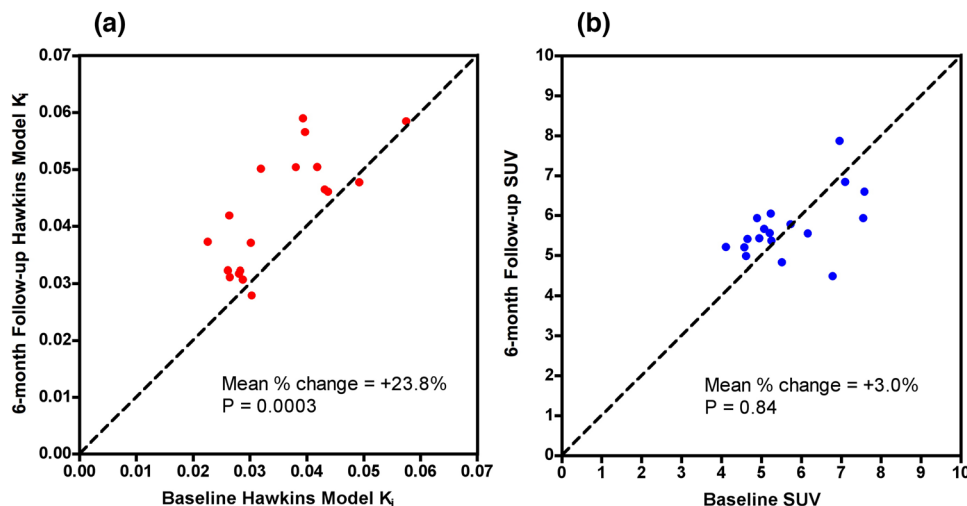 (a)
6-month Follow-up Hawkins Model Ki
0.07
0.06
0.05
0.04
0.03
0.02
0.01
0.00
Mean % change = +23.8%
P = 0.0003
0.00 0.01 0.02 0.03 0.04 0.05 0.06 0.07
Baseline Hawkins Model Ki
(b)
6-month Follow-up SUV
10
9
8
7
6
5
4
3
2
1
0
Mean % change = +3.0%
P = 0.84
0 1 2 3 4 5 6 7 8 9 10
Baseline SUV